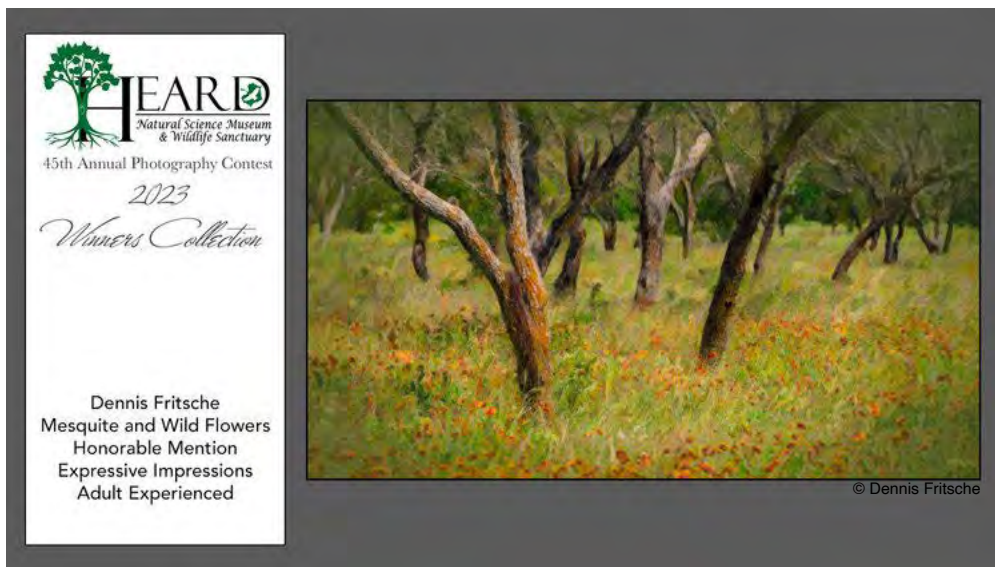 HEARD
Natural Science Museum
& Wildlife Sanctuary
45th Annual Photography Contest
2023
Winners Collection
Dennis Fritsche
Mesquite and Wild Flowers
Honorable Mention
Expressive Impressions
Adult Experienced
© Dennis Fritsche